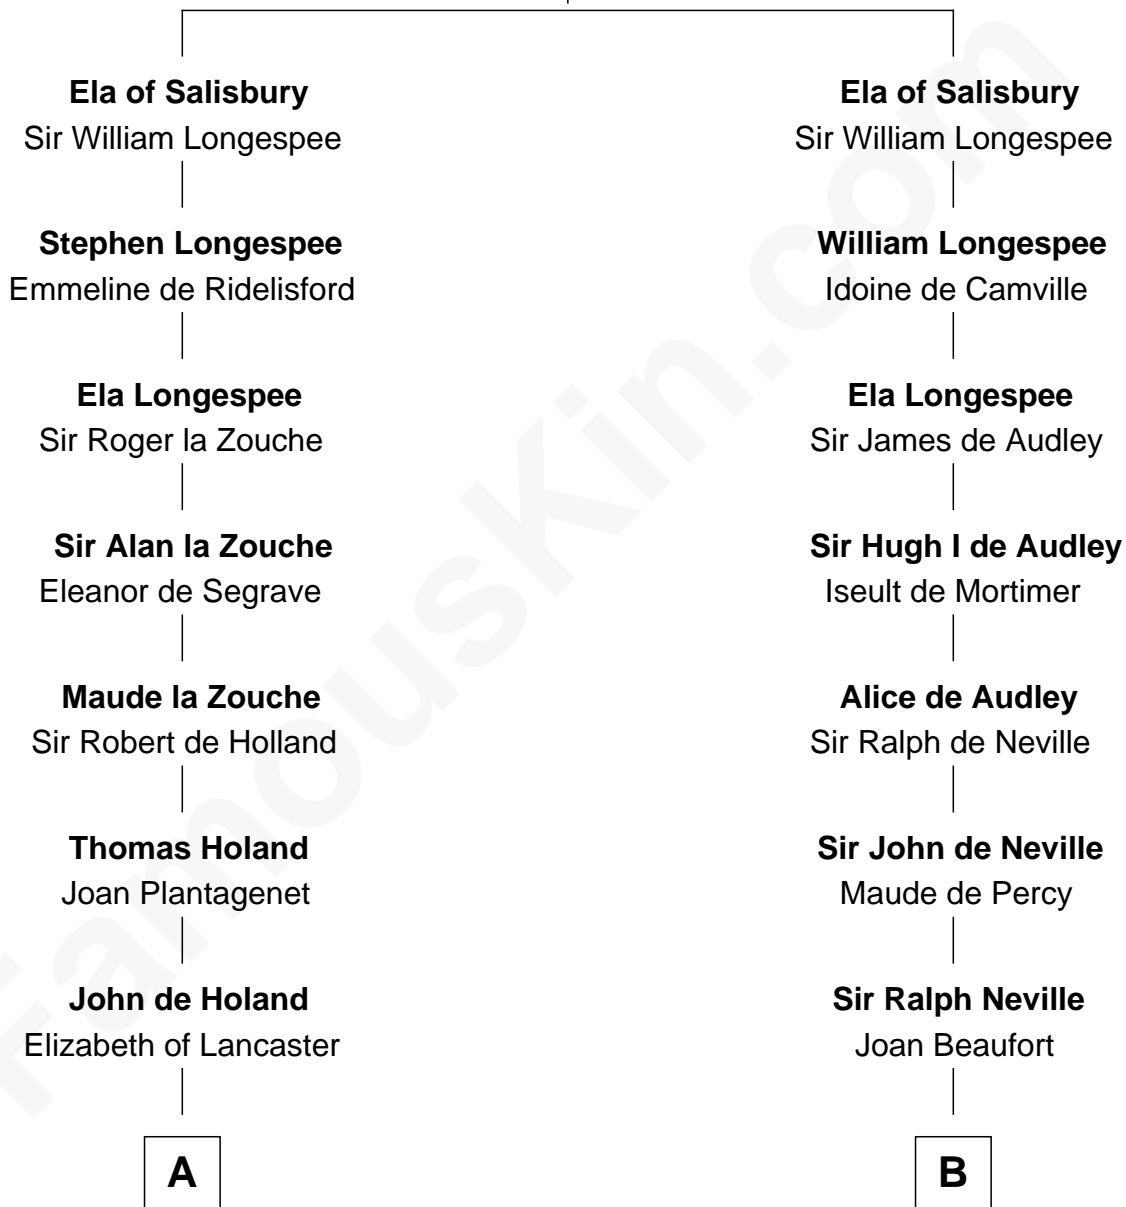 Ela of Salisbury
Sir William Longespee
Stephen Longespee
Emmeline de Ridelisford
Ela Longespee
Sir Roger la Zouche
Sir Alan la Zouche
Eleanor de Segrave
Maude la Zouche
Sir Robert de Holland
Thomas Holand
Joan Plantagenet
John de Holand
Elizabeth of Lancaster
A
Ela of Salisbury
Sir William Longespee
William Longespee
Idoine de Camville
Ela Longespee
Sir James de Audley
Sir Hugh I de Audley
Iseult de Mortimer
Alice de Audley
Sir Ralph de Neville
Sir John de Neville
Maude de Percy
Sir Ralph Neville
Joan Beaufort
B
FamousKin.com